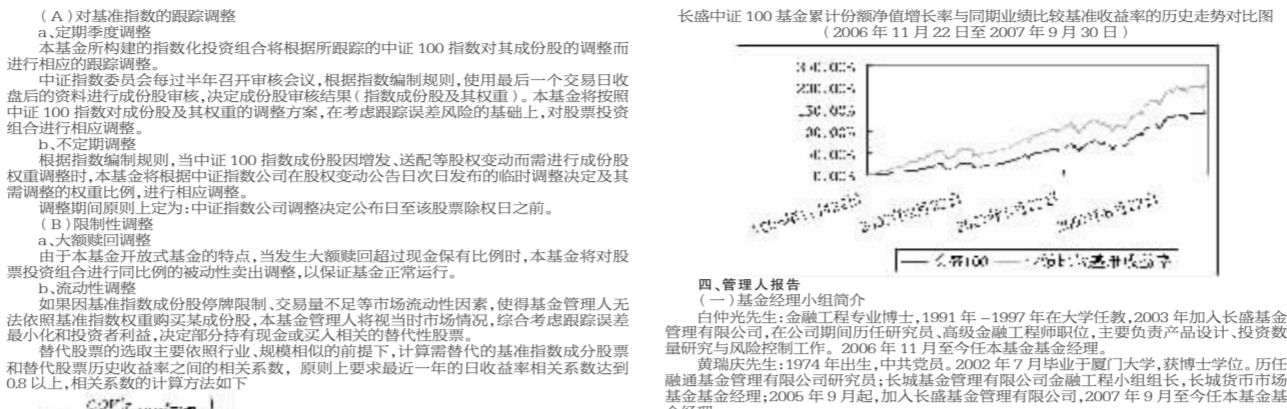 (A)对基准指数的跟踪调整
a、定期季度调整
本基金所构建的指数化投资组合将根据所跟踪的中证 100 指数对其成份股的调整而
进行相应的跟踪调整。
中证指数委员会每过半年召开审核会议,根据指数编制规则,使用最后一个交易日收
盘后的资料进行成份股审核,决定成份股审核结果(指数成份股及其权重)。本基金将按照
中证 100 指数对成份股及其权重的调整方案,在考虑跟踪误差风险的基础上,对股票投资
组合进行相应调整。
b、不定期调整
根据指数编制规则,当中证 100 指数成份股因增发、送配等股权变动而需进行成份股
权重调整时,本基金将根据中证指数公司在股权变动公告日次日发布的临时调整决定及其
需调整的权重比例,进行相应调整。
调整期间原则上定为:中证指数公司调整决定公布日至该股票除权日之前。
(B)限制性调整
a、大额赎回调整
由于本基金开放式基金的特点,当发生大额赎回超过现金保有比例时,本基金将对股
票投资组合进行同比例的被动性卖出调整,以保证基金正常运行。
b、流动性调整
如果因基准指数成份股停牌限制、交易量不足等市场流动性因素,使得基金管理人无
法依照基准指数权重购买某成份股,本基金管理人将视当时市场情况,综合考虑跟踪误差
最小化和投资者利益,决定部分持有现金或买入相关的替代性股票。
替代股票的选取主要依照行业、规模相似的前提下,计算需替代的基准指数成分股票
和替代股票历史收益率之间的相关系数，原则上要求最近一年的日收益率相关系数达到
0.8 以上,相关系数的计算方法如下
长盛中证 100 基金累计份额净值增长率与同期业绩比较基准收益率的历史走势对比图
(2006 年 11 月 22 日至 2007 年 9 月 30 日)
四、管理人报告
(一)基金经理小组简介
白仲光先生:金融工程专业博士,1991 年 –1997 年在大学任教,2003 年加入长盛基金
管理有限公司,在公司期间历任研究员、高级金融工程师职位,主要负责产品设计、投资数
量研究与风险控制工作。2006 年 11 月至今任本基金基金经理。
黄瑞庆先生:1974 年出生,中共党员。2002 年 7 月毕业于厦门大学,获博士学位。历任
融通基金管理有限公司研究员;长城基金管理有限公司金融工程小组组长,长城货币市场
基金基金经理;2005 年 9 月起,加入长盛基金管理有限公司,2007 年 9 月至今任本基金基